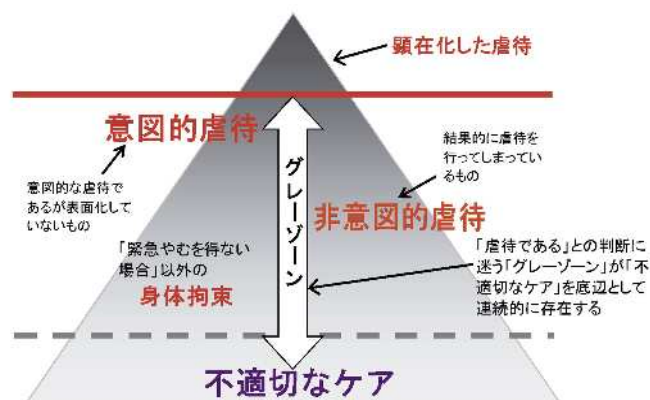 顕在化した虐待
意図的虐待
意図的な虐待で
あるが表面化して
いないもの
グレーゾーン
結果的に虐待を
行ってしまってい
るもの
非意図的虐待
「緊急やむを得ない
場合」以外の
身体拘束
「虐待である」との判断に
迷う「グレーゾーン」が「不
適切なケア」を底辺として
連続的に存在する
不適切なケア